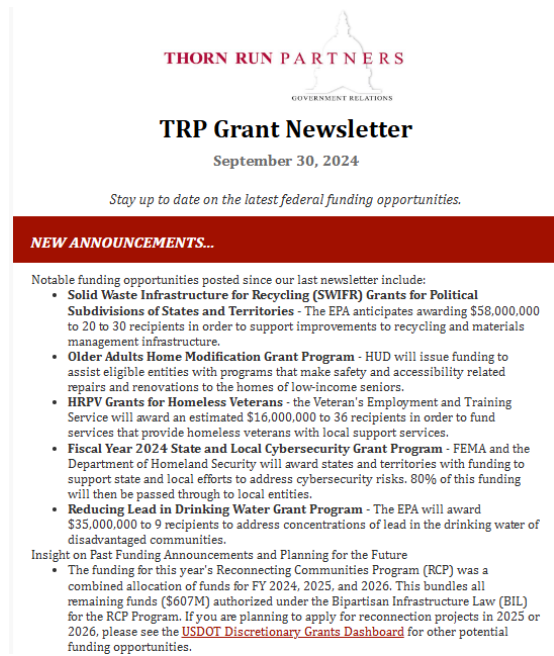 THORN RUN PARTNERS
GOVERNMENT RELATIONS
TRP Grant Newsletter
September 30, 2024
Stay up to date on the latest federal funding opportunities.
NEW ANNOUNCEMENTS...
Notable funding opportunities posted since our last newsletter include:
• Solid Waste Infrastructure for Recycling (SWIFR) Grants for Political
Subdivisions of States and Territories - The EPA anticipates awarding $58,000,000
to 20 to 30 recipients in order to support improvements to recycling and materials
management infrastructure.
• Older Adults Home Modification Grant Program - HUD will issue funding to
assist eligible entities with programs that make safety and accessibility related
repairs and renovations to the homes of low-income seniors.
• HRPV Grants for Homeless Veterans - the Veteran's Employment and Training
Service will award an estimated $16,000,000 to 36 recipients in order to fund
services that provide homeless veterans with local support services.
• Fiscal Year 2024 State and Local Cybersecurity Grant Program - FEMA and the
Department of Homeland Security will award states and territories with funding to
support state and local efforts to address cybersecurity risks. 80% of this funding
will then be passed through to local entities.
• Reducing Lead in Drinking Water Grant Program - The EPA will award
$35,000,000 to 9 recipients to address concentrations of lead in the drinking water of
disadvantaged communities.
Insight on Past Funding Announcements and Planning for the Future
• The funding for this year's Reconnecting Communities Program (RCP) was a
combined allocation of funds for FY 2024, 2025, and 2026. This bundles all
remaining funds ($607M) authorized under the Bipartisan Infrastructure Law (BIL)
for the RCP Program. If you are planning to apply for reconnection projects in 2025 or
2026, please see the USDOT Discretionary Grants Dashboard for other potential
funding opportunities.